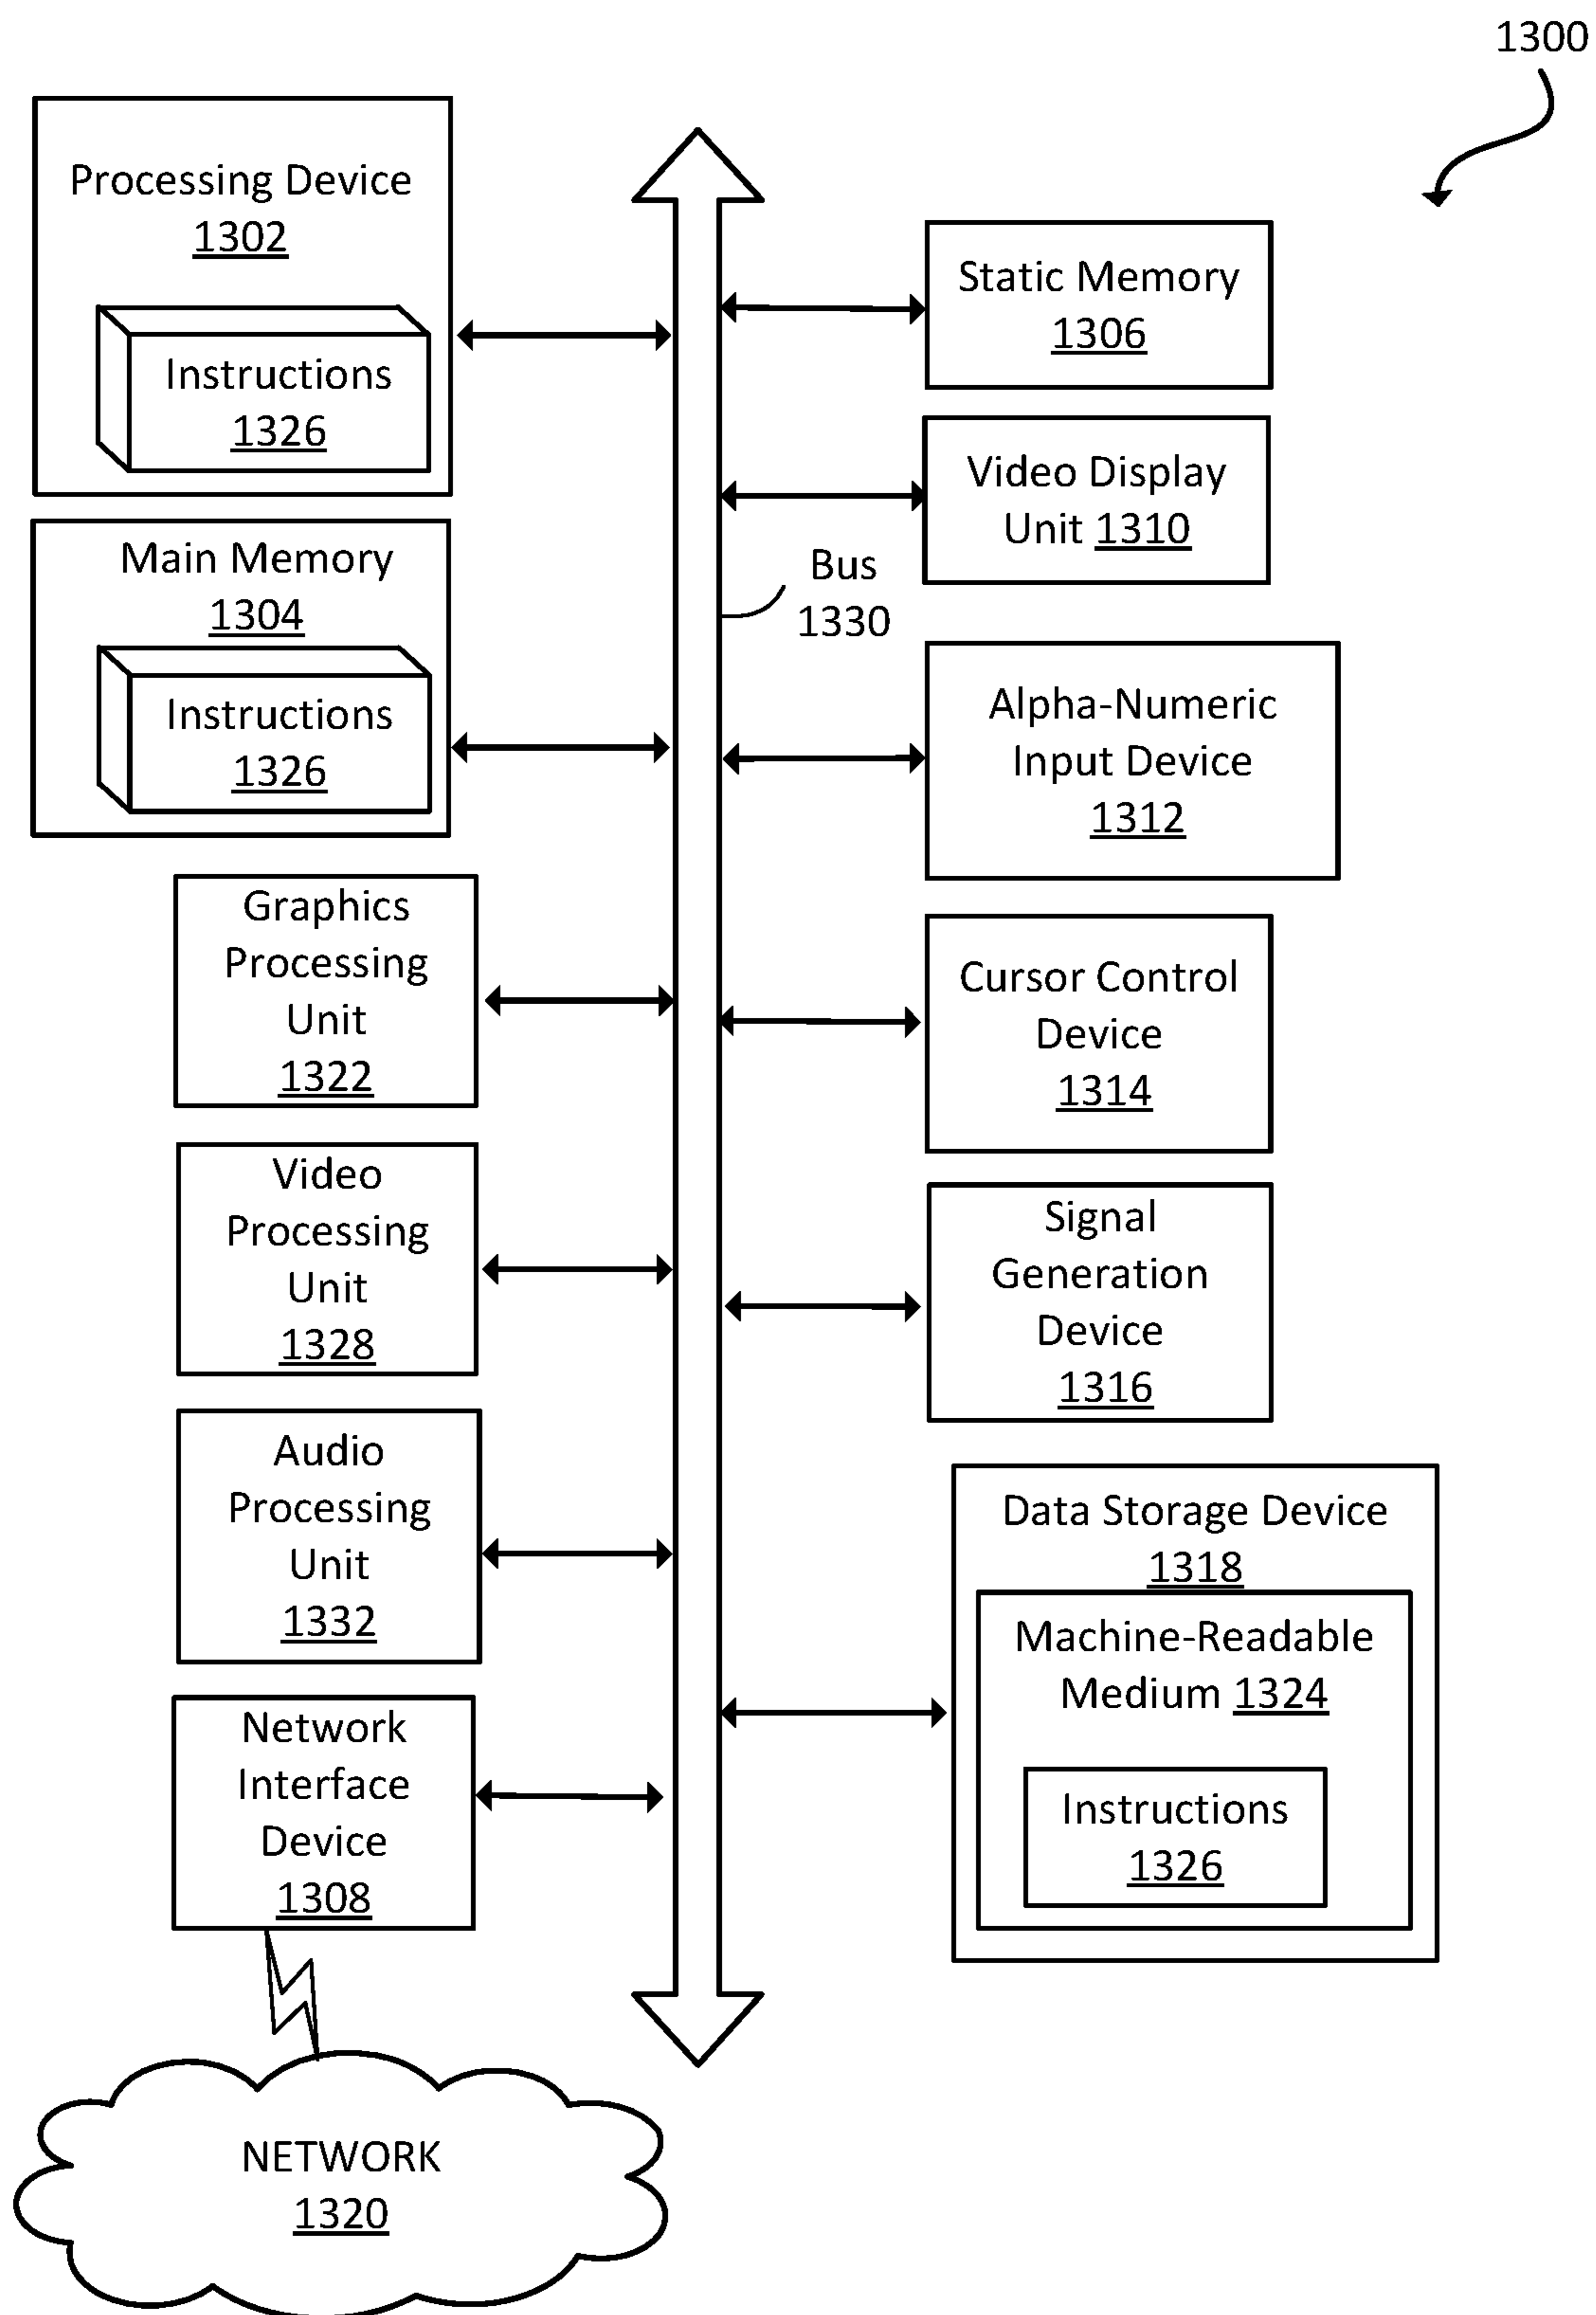 1300
Processing Device
1302
Instructions
1326
Main Memory
1304
Instructions
1326
Graphics
Processing
Unit
1322
Video
Processing
Unit
1328
Audio
Processing
Unit
1332
Network
Interface
Device
1308
NETWORK
1320
Bus
1330
Static Memory
1306
Video Display
Unit 1310
Alpha-Numeric
Input Device
1312
Cursor Control
Device
1314
Signal
Generation
Device
1316
Data Storage Device
1318
Machine-Readable
Medium 1324
Instructions
1326